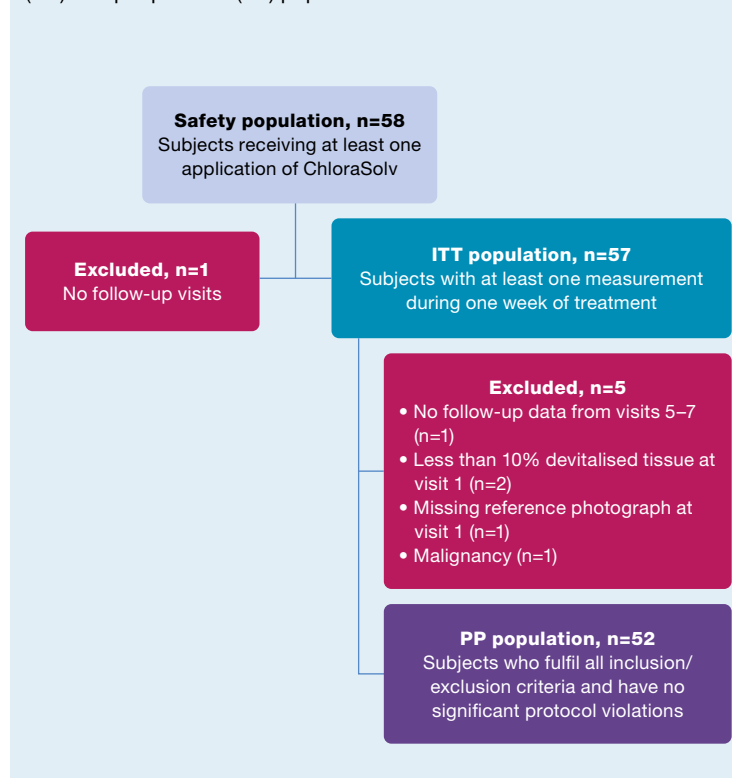 Safety population, n=58
Subjects receiving at least one
application of ChloraSolv
Excluded, n=1
No follow-up visits
ITT population, n=57
Subjects with at least one measurement
during one week of treatment
Excluded, n=5
• No follow-up data from visits 5–7
(n=1)
• Less than 10% devitalised tissue at
visit 1 (n=2)
• Missing reference photograph at
visit 1 (n=1)
• Malignancy (n=1)
PP population, n=52
Subjects who fulfil all inclusion/
exclusion criteria and have no
significant protocol violations